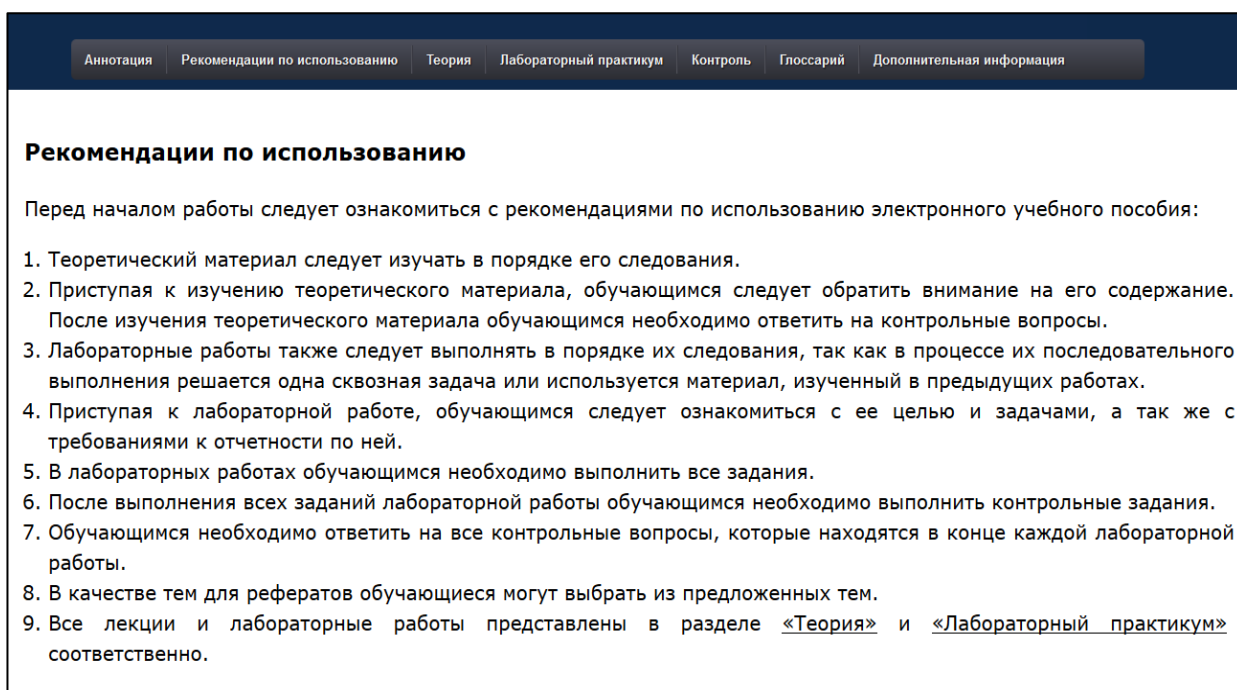 Аннотация Рекомендации по использованию Теория Лабораторный практикум Контроль Глоссарий Дополнительная информация
Рекомендации по использованию
Перед началом работы следует ознакомиться с рекомендациями по использованию электронного учебного пособия:
1. Теоретический материал следует изучать в порядке его следования.
2. Приступая к изучению теоретического материала, обучающимся следует обратить внимание на его содержание.
После изучения теоретического материала обучающимся необходимо ответить на контрольные вопросы.
3. Лабораторные работы также следует выполнять в порядке их следования, так как в процессе их последовательного
выполнения решается одна сквозная задача или используется материал, изученный в предыдущих работах.
4. Приступая к лабораторной работе, обучающимся следует ознакомиться с ее целью и задачами, а так же с
требованиями к отчетности по ней.
5. В лабораторных работах обучающимся необходимо выполнить все задания.
6. После выполнения всех заданий лабораторной работы обучающимся необходимо выполнить контрольные задания.
7. Обучающимся необходимо ответить на все контрольные вопросы, которые находятся в конце каждой лабораторной
работы.
8. В качестве тем для рефератов обучающиеся могут выбрать из предложенных тем.
9. Все лекции и лабораторные работы представлены в разделе «Теория» и «Лабораторный практикум»
соответственно.